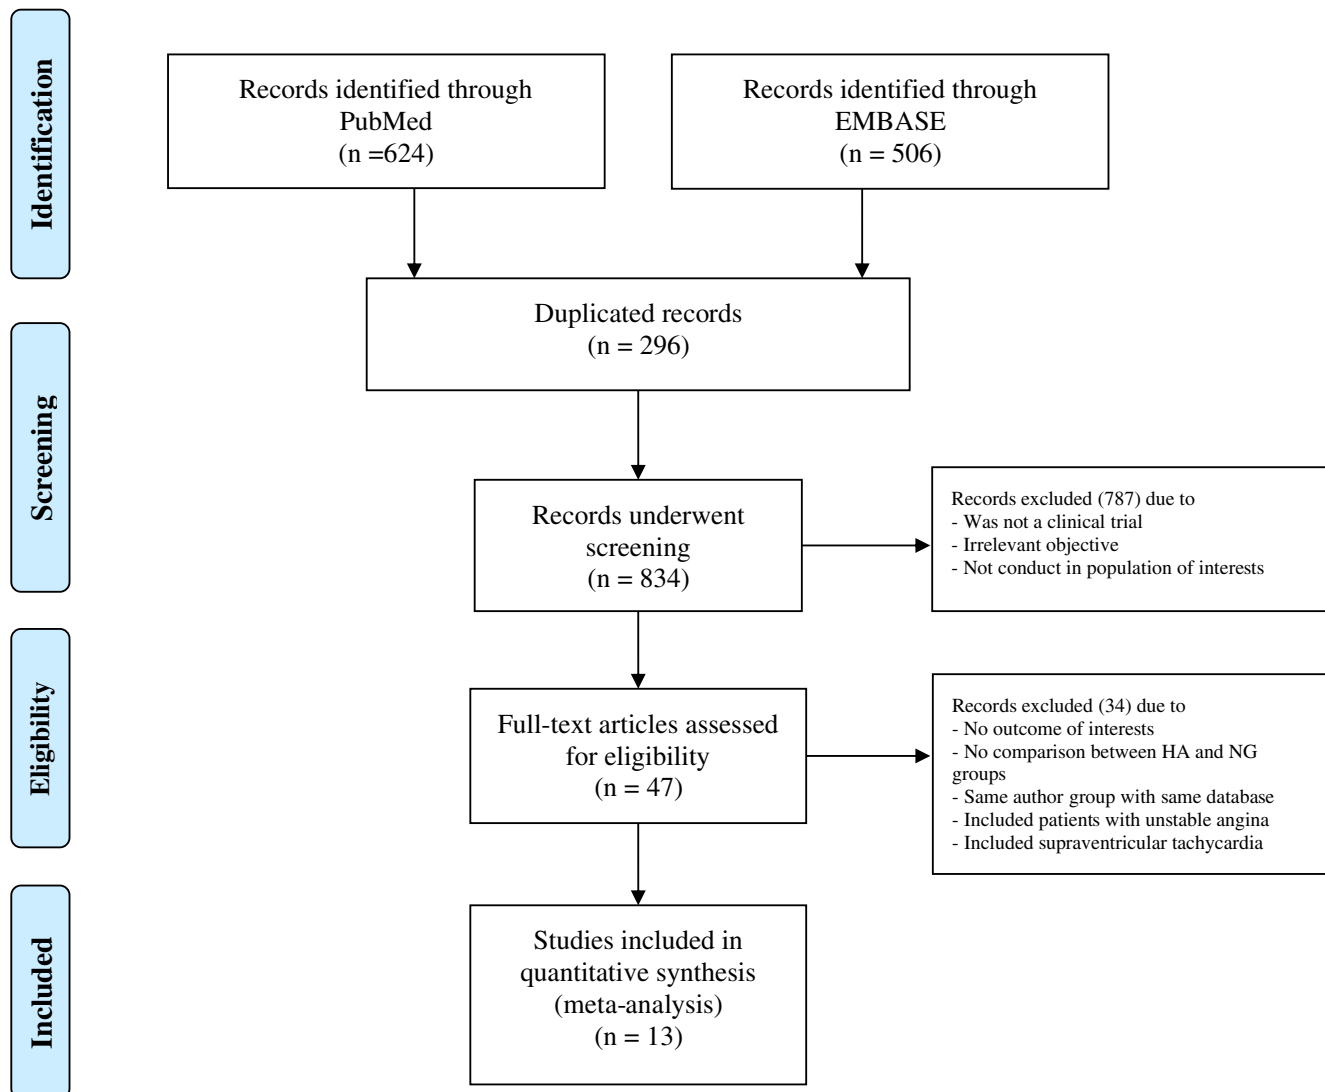 Identification
Records identified through
PubMed
(n =624)
Records identified through
EMBASE
(n = 506)
Duplicated records
(n = 296)
Screening
Records underwent
screening
(n = 834)
Records excluded (787) due to
- Was not a clinical trial
- Irrelevant objective
- Not conduct in population of interests
Eligibility
Full-text articles assessed
for eligibility
(n = 47)
Records excluded (34) due to
- No outcome of interests
- No comparison between HA and NG
groups
- Same author group with same database
- Included patients with unstable angina
- Included supraventricular tachycardia
Included
Studies included in
quantitative synthesis
(meta-analysis)
(n = 13)